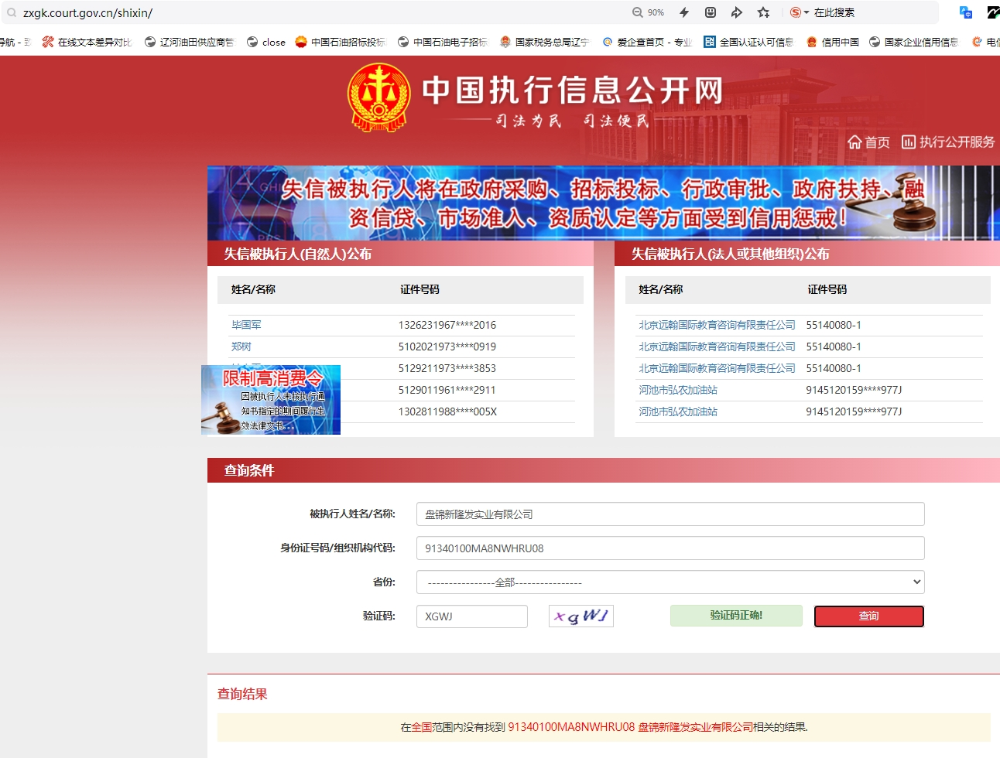 zxgk.court.gov.cn/shixin/
90%
在此搜索
导航 - 到
在线文本差异对比
辽河油田供应商管
close
中国石油招标投标
中国石油电子招标
国家税务总局辽宁
爱企查首页 - 专业
全国认证认可信息
信用中国
国家企业信用信息
电信
中国执行信息公开网
司法为民 司法便民
首页
执行公开服务
失信被执行人将在政府采购、招标投标、行政审批、政府扶持、融
资信贷、市场准入、资质认定等方面受到信用惩戒！
失信被执行人(自然人)公布
姓名/名称 证件号码
毕国军 1326231967****2016
郑树 5102021973****0919
5129211973****3853
5129011961****2911
1302811988****005X
限制高消费令
因被执行人未按执行通
知书指定的期间履行生
效法律文书...
失信被执行人(法人或其他组织)公布
姓名/名称 证件号码
北京远翰国际教育咨询有限责任公司 55140080-1
北京远翰国际教育咨询有限责任公司 55140080-1
北京远翰国际教育咨询有限责任公司 55140080-1
河池市弘农加油站 9145120159****977J
河池市弘农加油站 9145120159****977J
查询条件
被执行人姓名/名称: 盘锦新隆发实业有限公司
身份证号码/组织机构代码: 91340100MA8NWHRU08
省份: ----------------全部----------------
验证码: XGWJ xgWJ 验证码正确! 查询
查询结果
在全国范围内没有找到 91340100MA8NWHRU08 盘锦新隆发实业有限公司相关的结果.